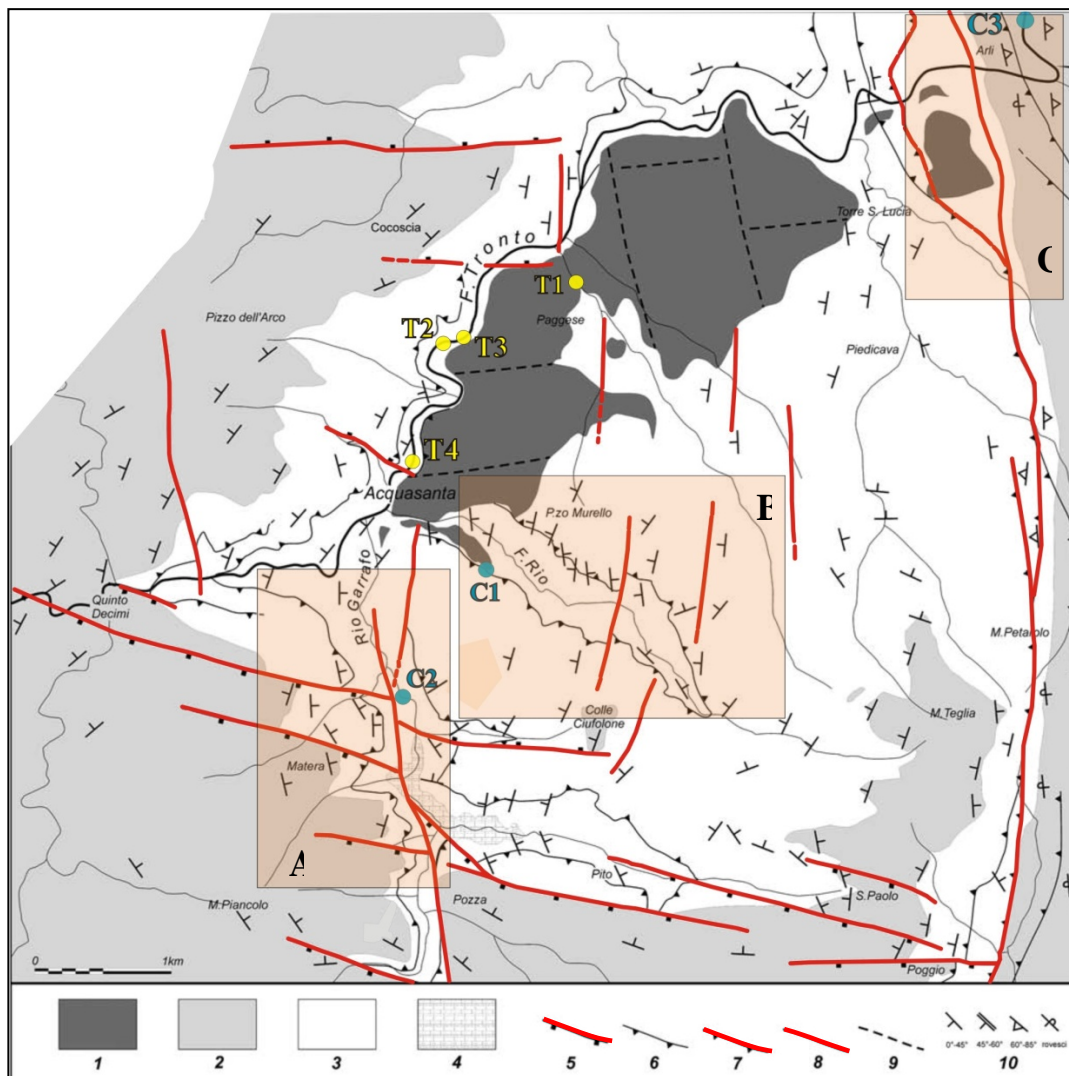 C3
Arli
Cocoscia
F. Tronto
Torre S. Lucia
C
T1
Pizzo dell'Arco
T2
T3
Paggese
Piedicava
T4
Acquasanta
P.zo Murello
B
F. Rio
C1
Quinto
Decimi
Rio Garrafo
M. Petarolo
C2
Colle
Ciufolone
M. Teglia
Matera
A
Pito
S. Paolo
M. Piancolo
Pozza
0 1km
Poggio
0°-45° 45°-60° 60°-85° rovesci
1 2 3 4 5 6 7 8 9 10